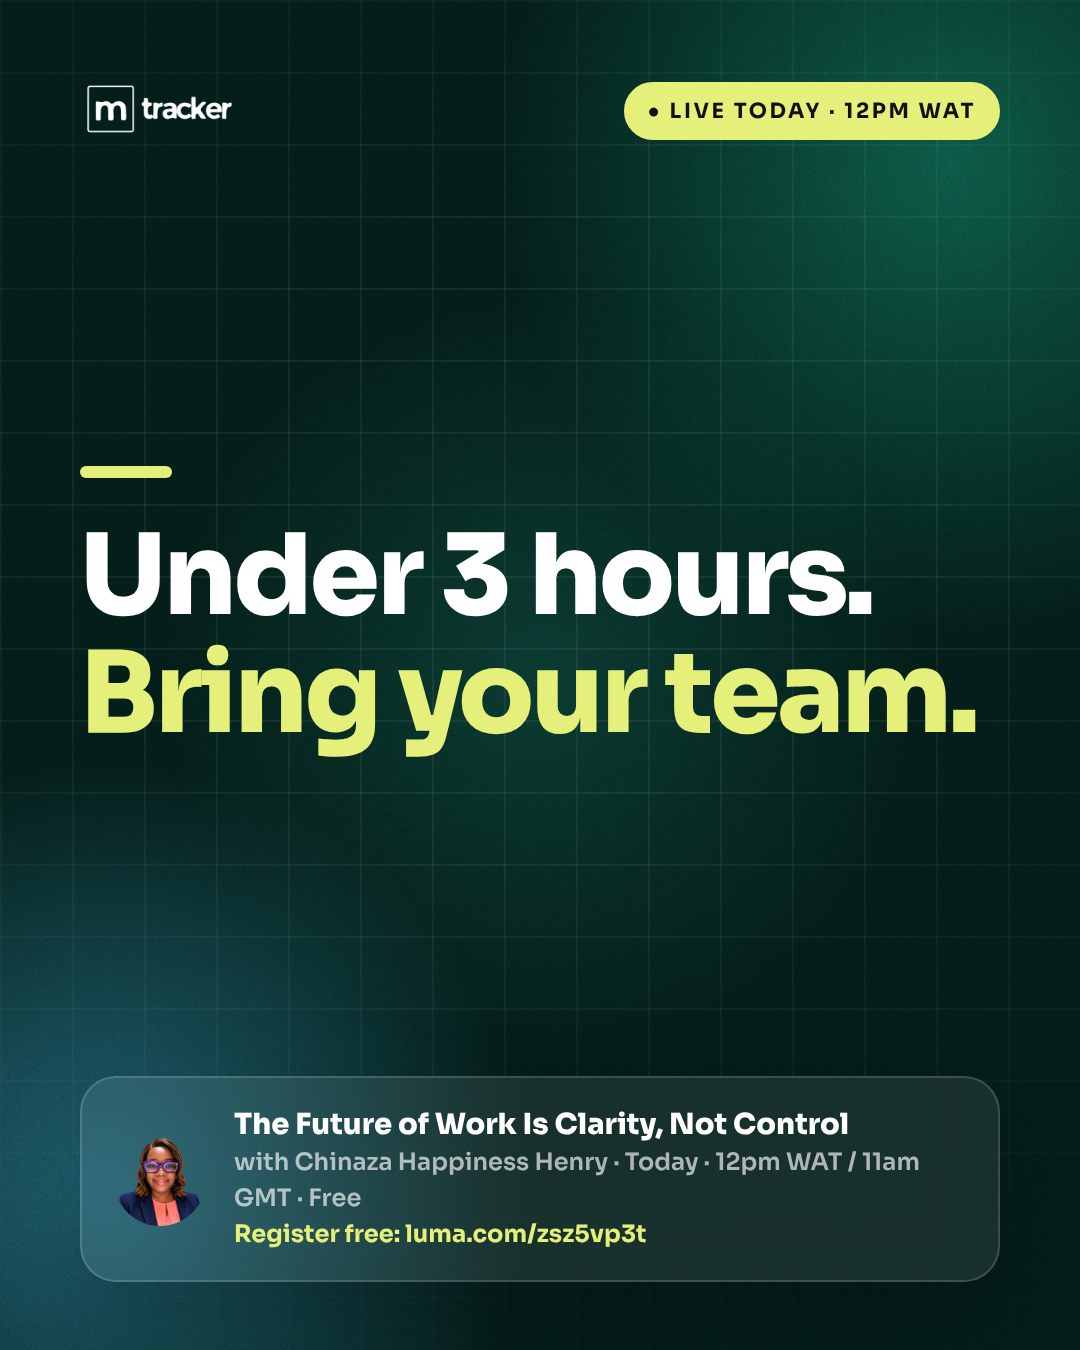 m tracker
• LIVE TODAY · 12PM WAT
Under 3 hours.
Bring your team.
The Future of Work Is Clarity, Not Control
with Chinaza Happiness Henry · Today · 12pm WAT / 11am
GMT · Free
Register free: luma.com/zsz5vp3t